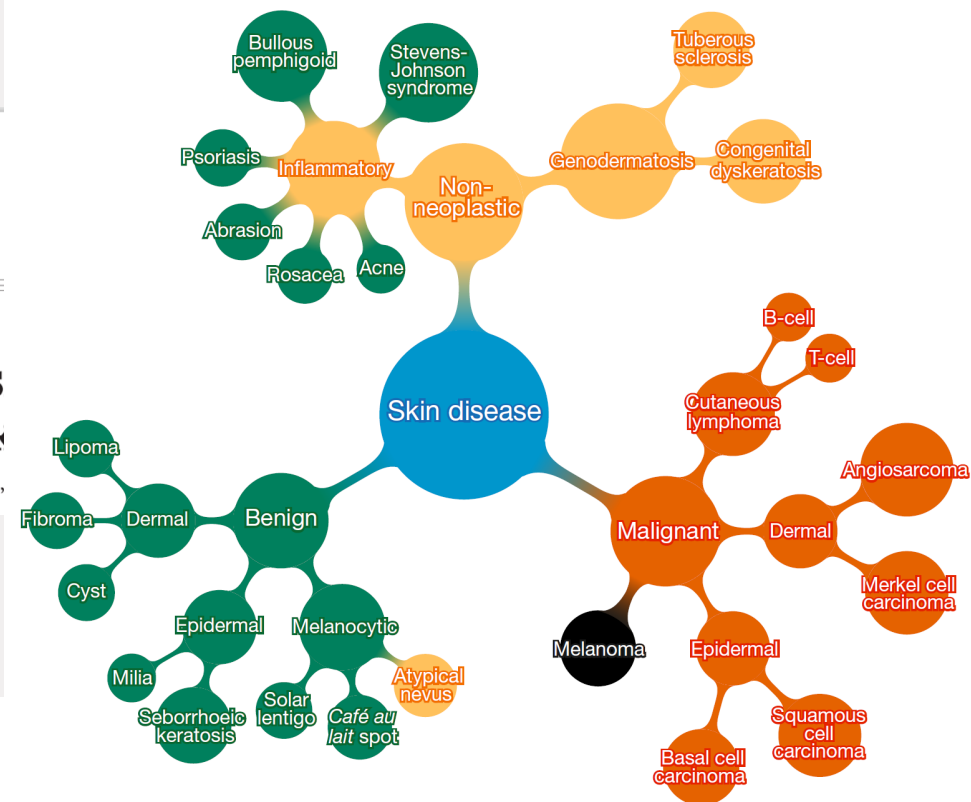 Bullous
pemphigoid
Stevens-
Johnson
syndrome
Tuberous
sclerosis
Psoriasis
Inflammatory
Non-
neoplastic
Genodermatosis
Congenital
dyskeratosis
Abrasion
Rosacea
Acne
B-cell
T-cell
Skin disease
Cutaneous
lymphoma
Lipoma
Angiosarcoma
Fibroma
Dermal
Benign
Malignant
Dermal
Cyst
Merkel cell
carcinoma
Epidermal
Melanocytic
Melanoma
Epidermal
Milia
Atypical
nevus
Seborrhoeic
keratosis
Solar
lentigo
Café au
lait spot
Squamous
cell
carcinoma
Basal cell
carcinoma